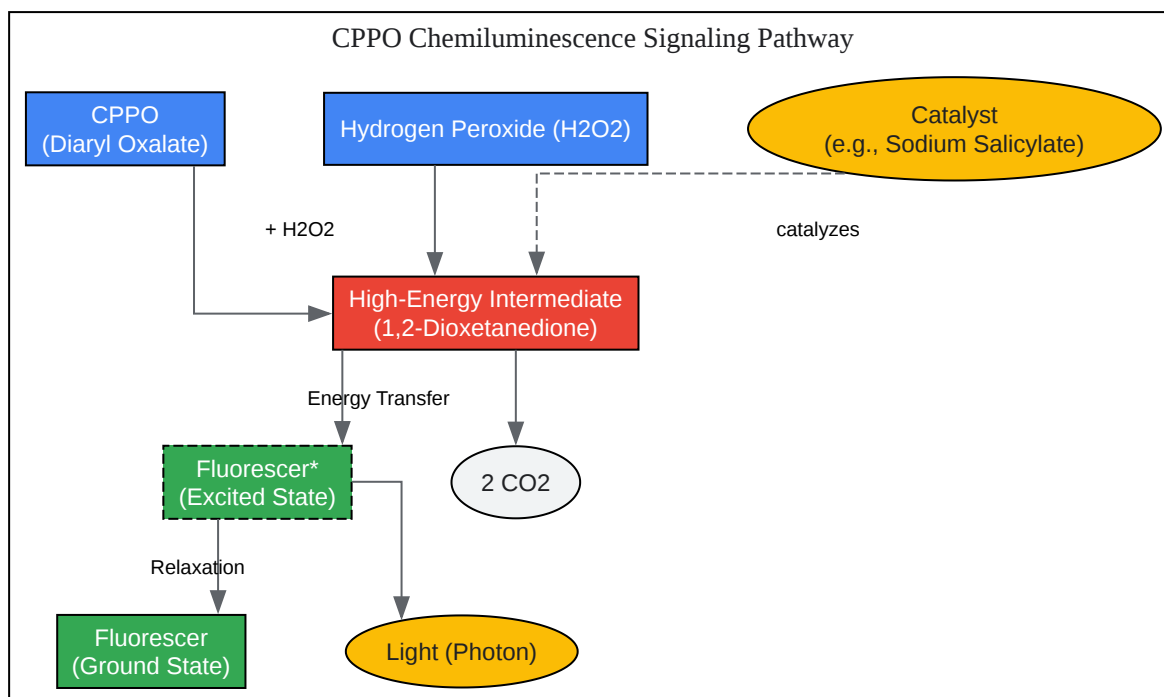 CPPO Chemiluminescence Signaling Pathway
CPPO
(Diaryl Oxalate)
Hydrogen Peroxide (H2O2)
Catalyst
(e.g., Sodium Salicylate)
+ H2O2
catalyzes
High-Energy Intermediate
(1,2-Dioxetanedione)
Energy Transfer
Fluorescer*
(Excited State)
2 CO2
Relaxation
Fluorescer
(Ground State)
Light (Photon)